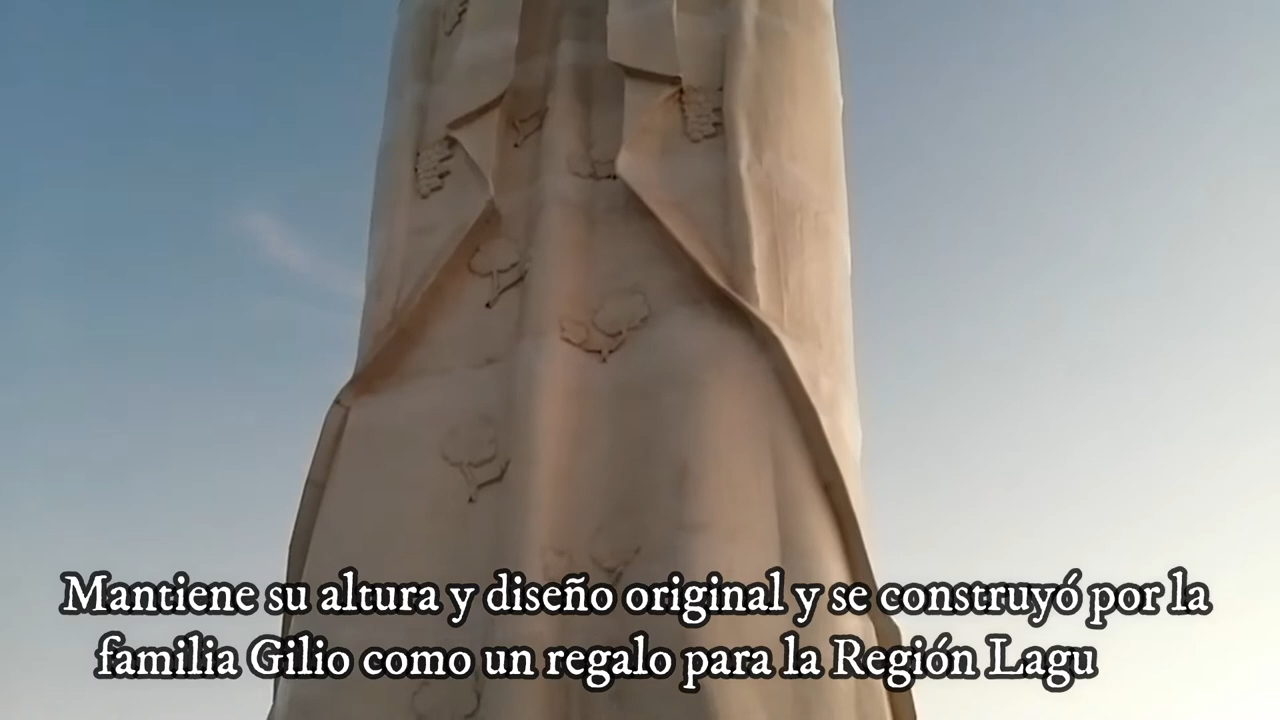 Mantiene su altura y diseño original y se construyó por la
familia Gilio como un regalo para la Región Lagu